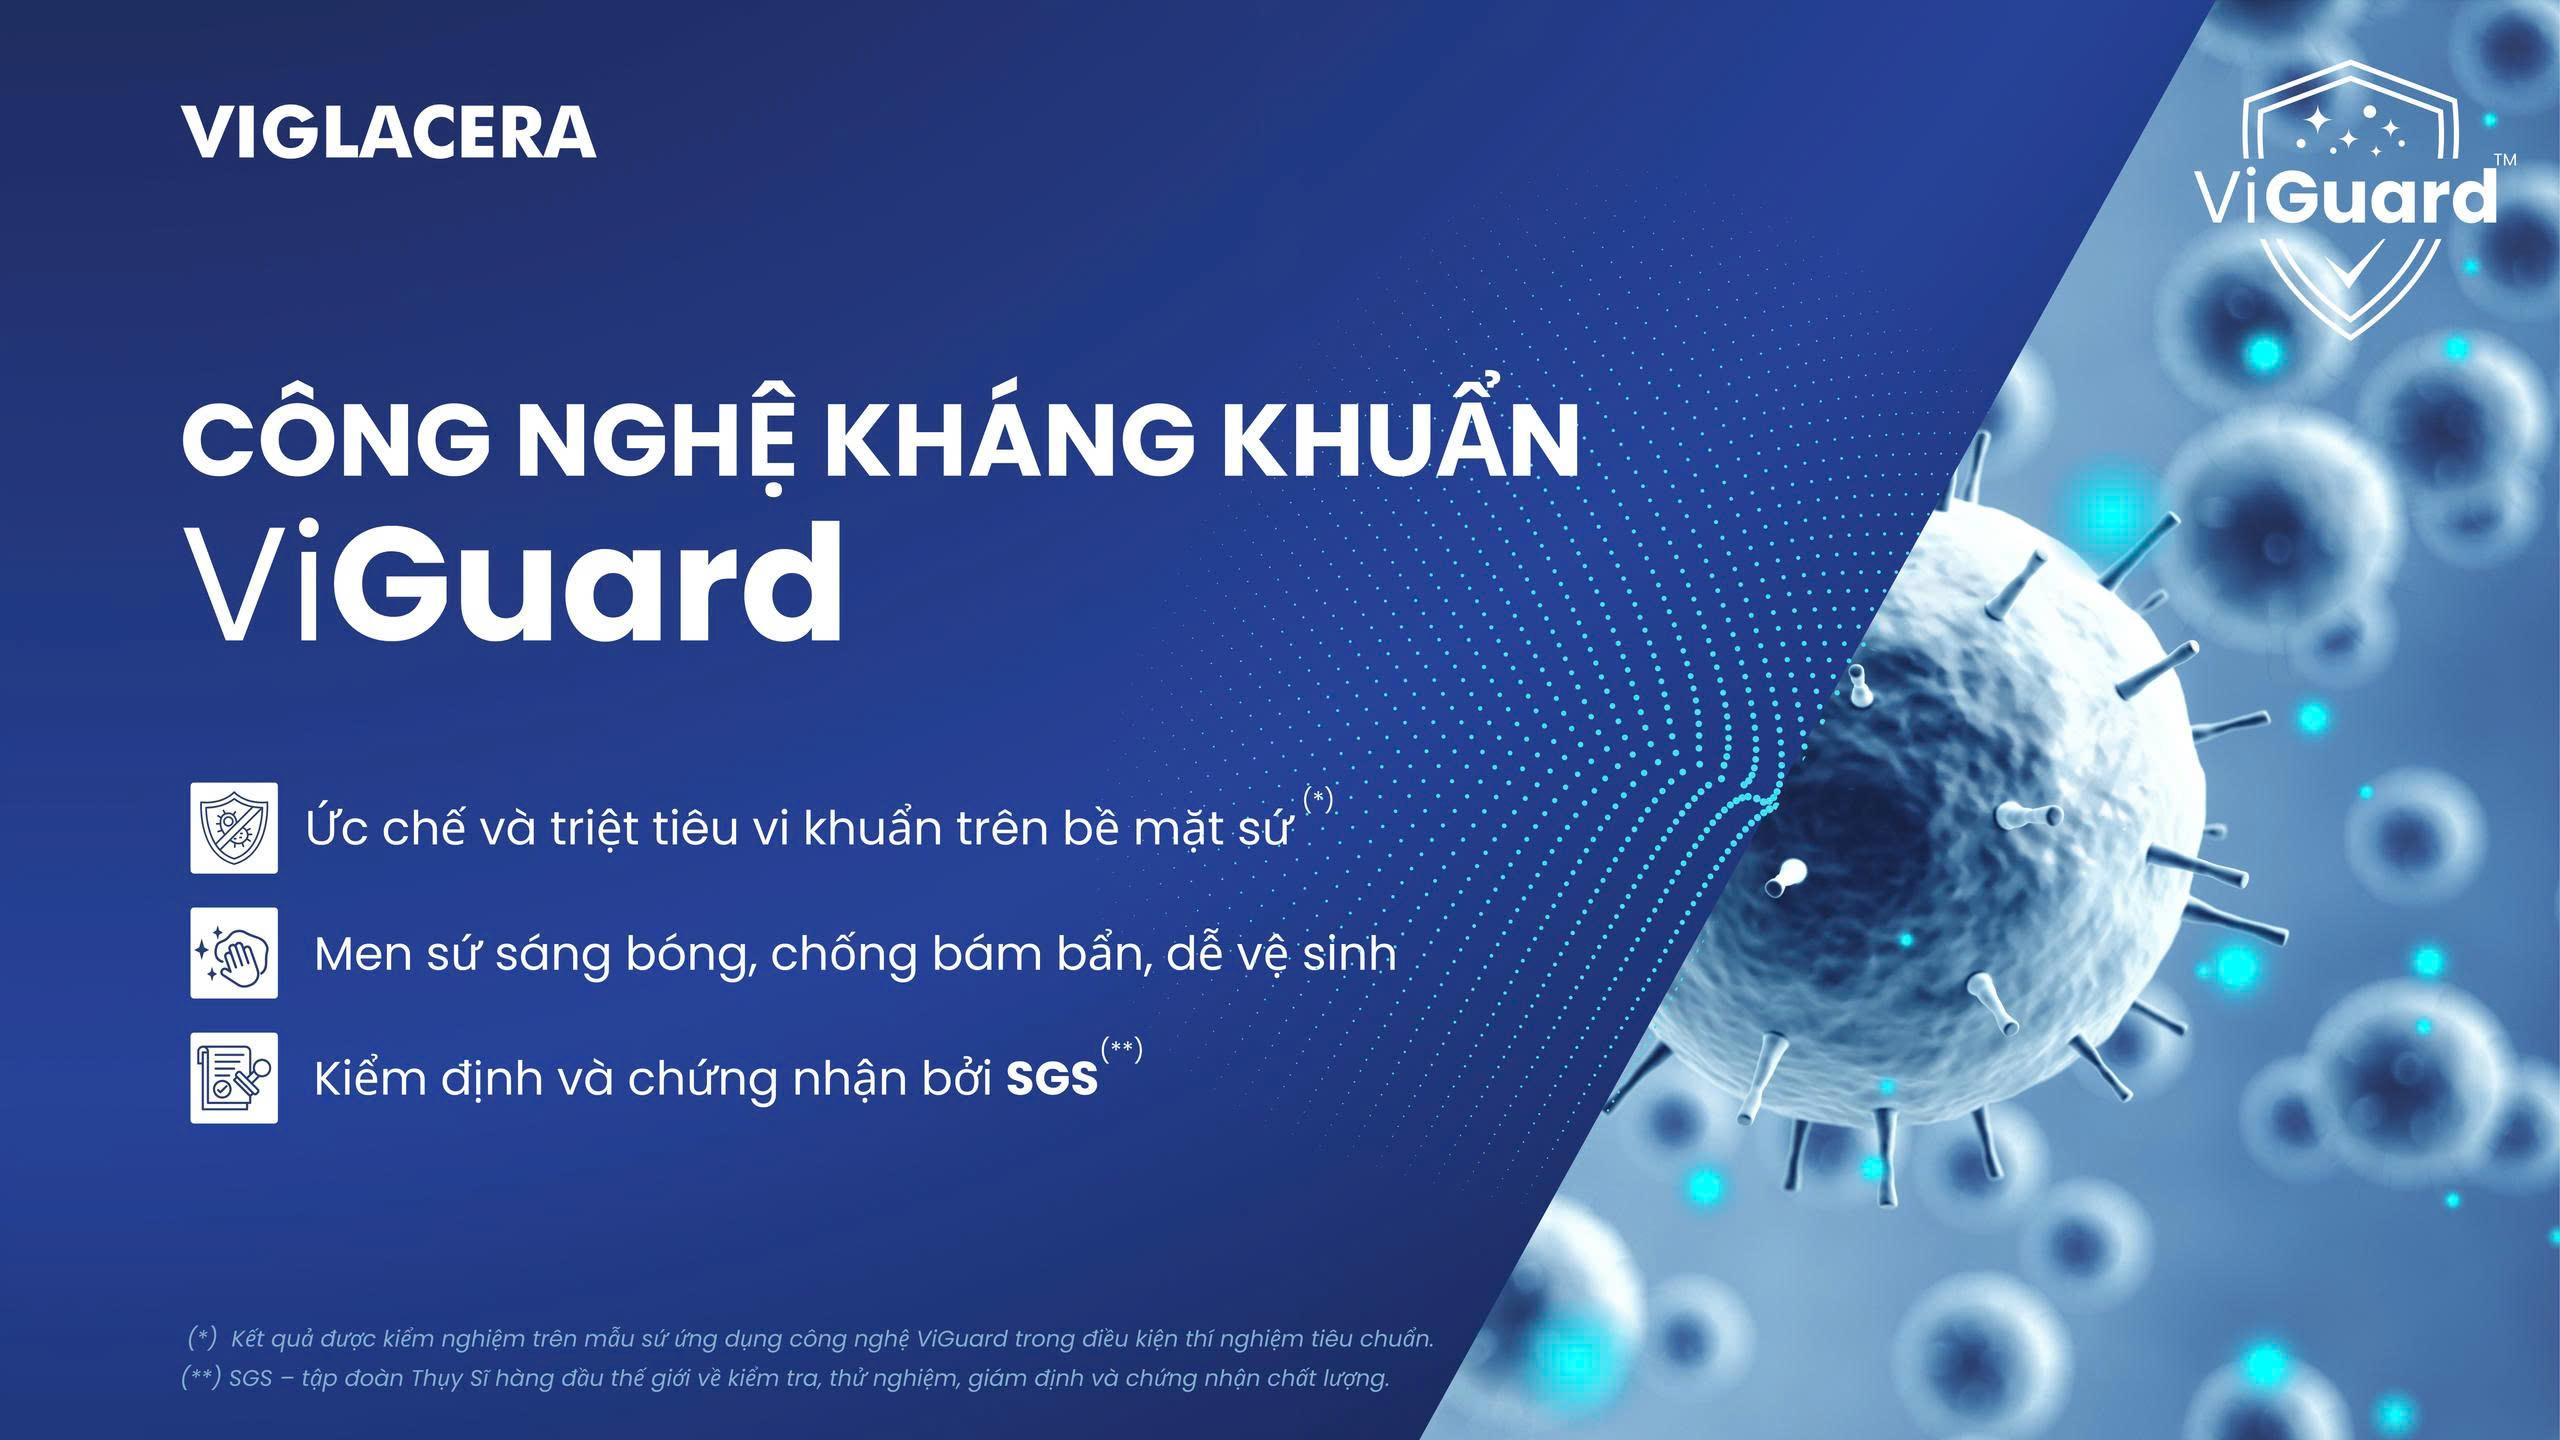 VIGLACERA
ViGuard™
CÔNG NGHỆ KHÁNG KHUẨN
ViGuard
Ức chế và triệt tiêu vi khuẩn trên bề mặt sứ (*)
Men sứ sáng bóng, chống bám bẩn, dễ vệ sinh
Kiểm định và chứng nhận bởi SGS (**)
(*) Kết quả được kiểm nghiệm trên mẫu sứ ứng dụng công nghệ ViGuard trong điều kiện thí nghiệm tiêu chuẩn.
(**) SGS – tập đoàn Thụy Sĩ hàng đầu thế giới về kiểm tra, thử nghiệm, giám định và chứng nhận chất lượng.